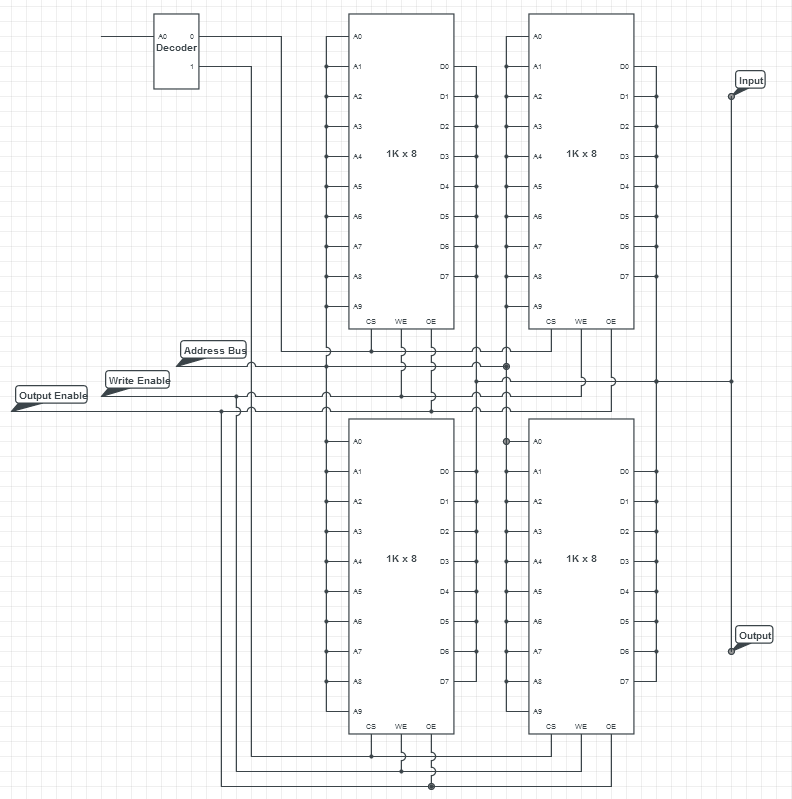 A0 0
Decoder
1
Input
A0 A0
A1 D0 A1 D0
A2 D1 A2 D1
A3 D2 A3 D2
A4 1K x 8 D3 A4 1K x 8 D3
A5 D4 A5 D4
A6 D5 A6 D5
A7 D6 A7 D6
A8 D7 A8 D7
A9 A9
CS WE OE CS WE OE
Address Bus
Write Enable
Output Enable
A0 A0
A1 D0 A1 D0
A2 D1 A2 D1
A3 D2 A3 D2
A4 1K x 8 D3 A4 1K x 8 D3
A5 D4 A5 D4
A6 D5 A6 D5
Output
A7 D6 A7 D6
A8 D7 A8 D7
A9 A9
CS WE OE CS WE OE